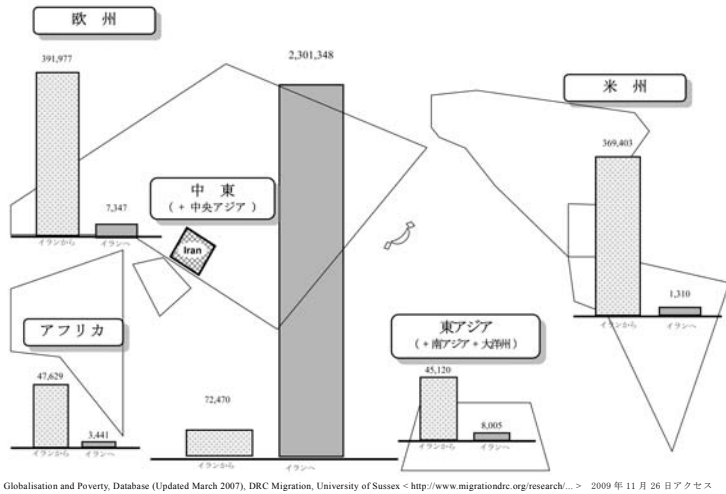 欧 州
391,977
7,347
イランから
イランへ
中 東
( + 中央アジア )
2,301,348
72,470
イランから
イランへ
Iran
米 州
369,403
1,310
イランから
イランへ
アフリカ
47,629
3,441
イランから
イランへ
東アジア
( + 南アジア + 大洋州 )
45,120
8,005
イランから
イランへ
Globalisation and Poverty, Database (Updated March 2007), DRC Migration, University of Sussex < http://www.migrationdrc.org/research/... > 2009 年 11 月 26 日アクセス